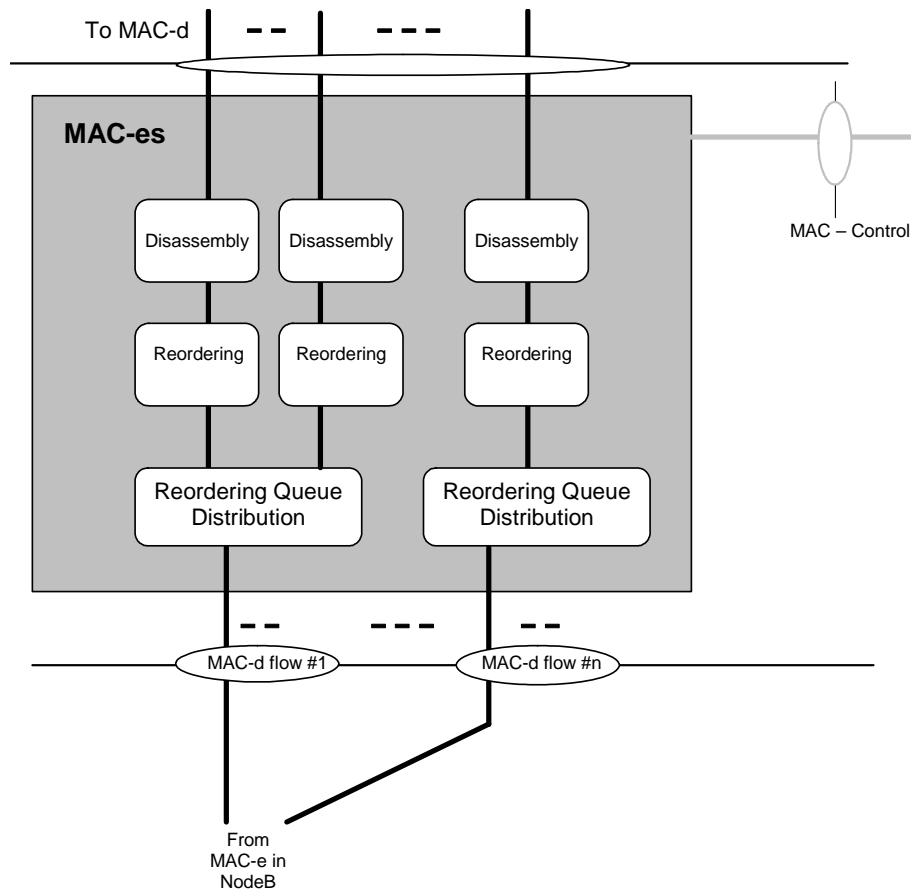 To MAC-d
MAC-es
MAC – Control
Disassembly
Disassembly
Disassembly
Reordering
Reordering
Reordering
Reordering Queue
Distribution
Reordering Queue
Distribution
MAC-d flow #1
MAC-d flow #n
From
MAC-e in
NodeB